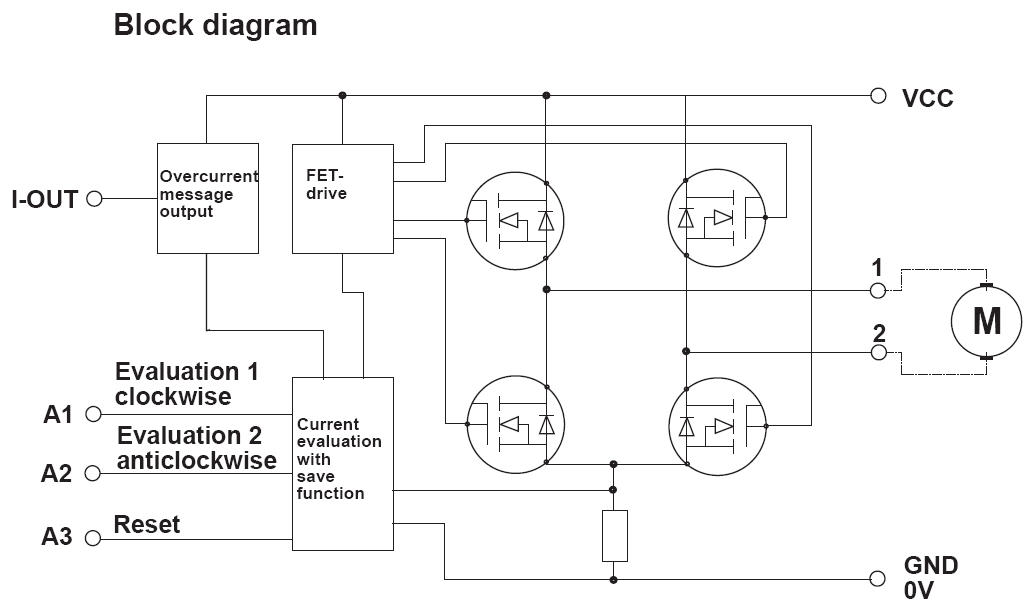 Block diagram
VCC
Overcurrent
message
output
FET-
drive
I-OUT
1
M
2
Evaluation 1
clockwise
A1
Evaluation 2
anticlockwise
A2
Current
evaluation
with
save
function
Reset
A3
GND
0V